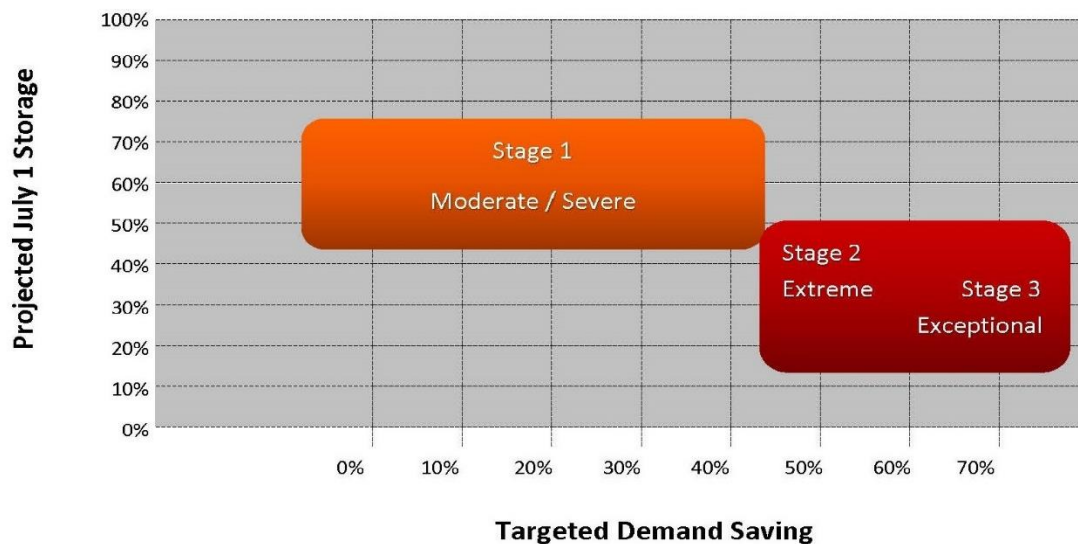 Projected July 1 Storage
100%
90%
80%
70%
60%
50%
40%
30%
20%
10%
0%
Stage 1
Moderate / Severe
Stage 2
Extreme
Stage 3
Exceptional
0% 10% 20% 30% 40% 50% 60% 70%
Targeted Demand Saving